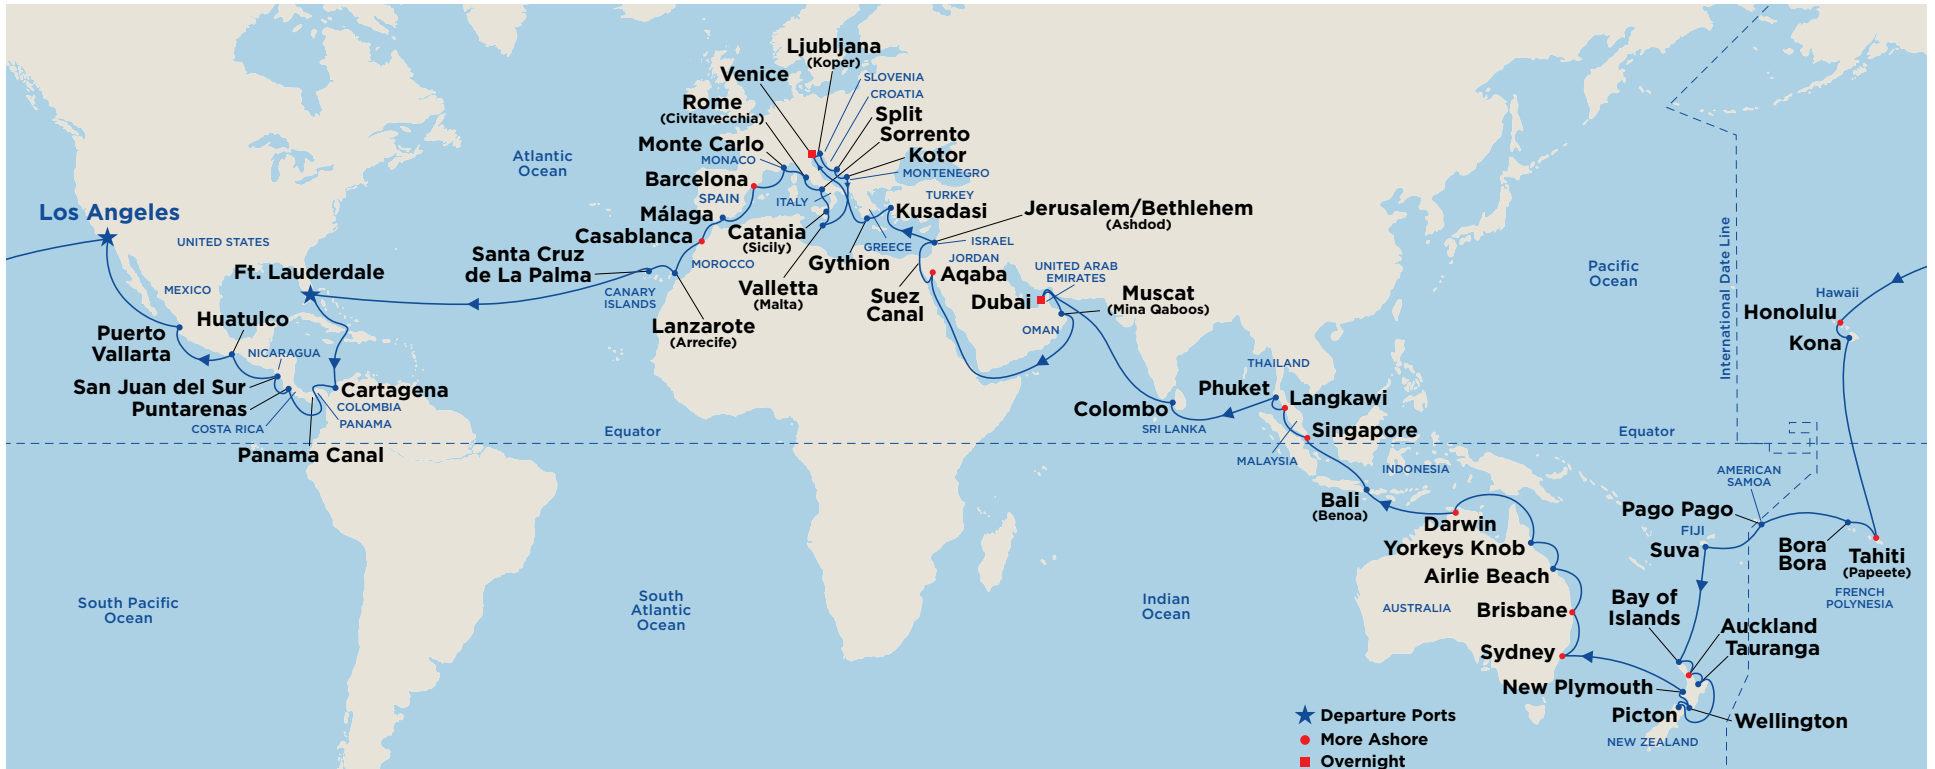 Ljubljana
(Koper)
Venice
SLOVENIA
CROATIA
Rome
(Civitavecchia)
Split
Sorrento
Monte Carlo
MONACO
Kotor
MONTENEGRO
Atlantic
Ocean
Barcelona
SPAIN
ITALY
TURKEY
Los Angeles
Málaga
Kusadasi
Jerusalem/Bethlehem
(Ashdod)
UNITED STATES
Casablanca
Catania
(Sicily)
GREECE
ISRAEL
JORDAN
Santa Cruz
de La Palma
MOROCCO
Gythion
Aqaba
UNITED ARAB
EMIRATES
Pacific
Ocean
International Date Line
Ft. Lauderdale
MEXICO
CANARY
ISLANDS
Valletta
(Malta)
Suez
Canal
Dubai
Muscat
(Mina Qaboos)
Hawaii
Honolulu
Huatulco
Lanzarote
(Arrecife)
OMAN
Kona
Puerto
Vallarta
NICARAGUA
THAILAND
San Juan del Sur
Cartagena
Phuket
Langkawi
Puntarenas
COLOMBIA
Colombo
COSTA RICA
PANAMA
SRI LANKA
Singapore
Equator
Equator
Panama Canal
MALAYSIA
INDONESIA
AMERICAN
SAMOA
Bali
(Benoa)
Pago Pago
Darwin
FIJI
Yorkeys Knob
Suva
Bora
Bora
Tahiti
(Papeete)
Airlie Beach
FRENCH
POLYNESIA
South Pacific
Ocean
South
Atlantic
Ocean
Indian
Ocean
AUSTRALIA
Brisbane
Bay of
Islands
Auckland
Tauranga
Sydney
New Plymouth
Picton
Wellington
NEW ZEALAND
Departure Ports
More Ashore
Overnight